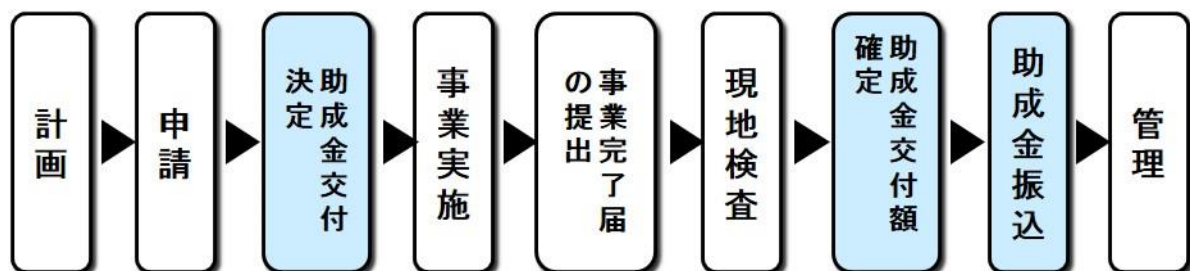 計画
申請
助成金交付
決定
事業実施
事業完了届
の提出
現地検査
助成金交付額
確定
助成金振込
管理